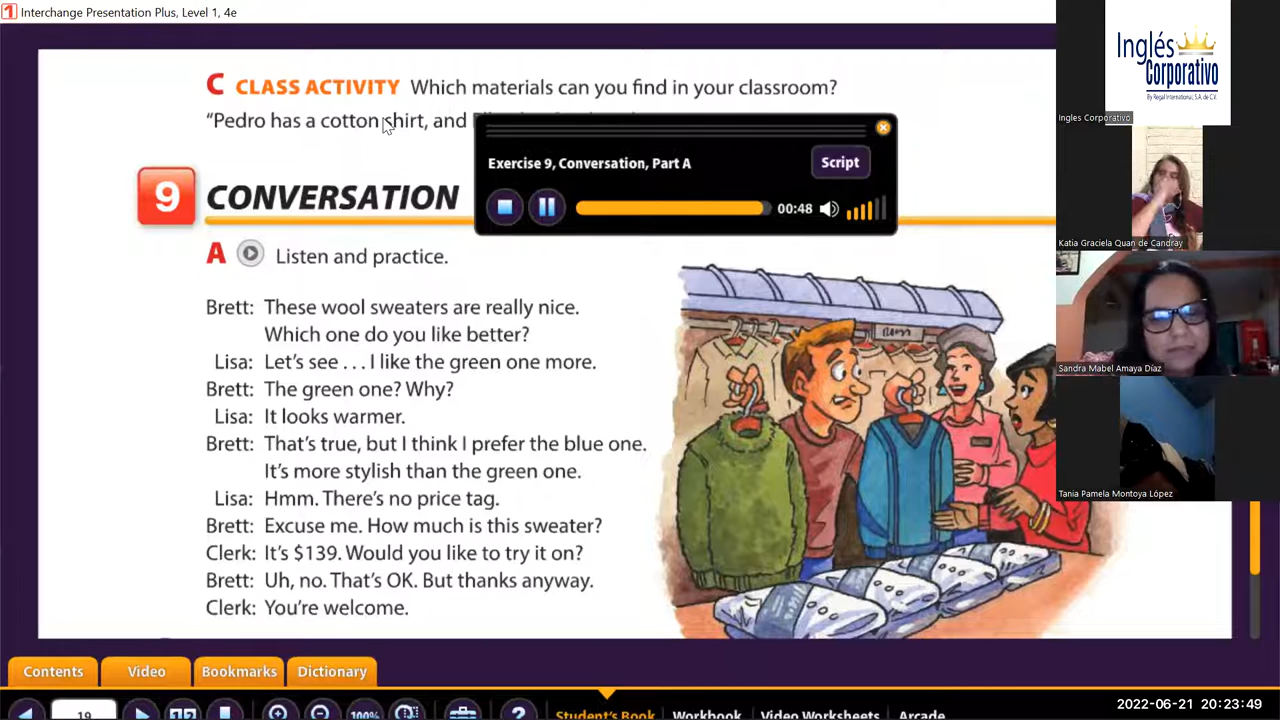 Interchange Presentation Plus, Level 1, 4e
C CLASS ACTIVITY Which materials can you find in your classroom?
"Pedro has a cotton shirt, and
Exercise 9, Conversation, Part A
Script
00:48
9 CONVERSATION
A Listen and practice.
Brett: These wool sweaters are really nice.
Which one do you like better?
Lisa: Let's see . . . I like the green one more.
Brett: The green one? Why?
Lisa: It looks warmer.
Brett: That's true, but I think I prefer the blue one.
It's more stylish than the green one.
Lisa: Hmm. There's no price tag.
Brett: Excuse me. How much is this sweater?
Clerk: It's $139. Would you like to try it on?
Brett: Uh, no. That's OK. But thanks anyway.
Clerk: You're welcome.
Inglés
Corporativo
By Regal International, S.A. de C.V.
Ingles Corporativo
Katia Graciela Quan de Candray
Sandra Mabel Amaya Díaz
Tania Pamela Montoya López
Contents Video Bookmarks Dictionary
19 100% ?
Student's Book Workbook Video Worksheets Arcade
2022-06-21 20:23:49